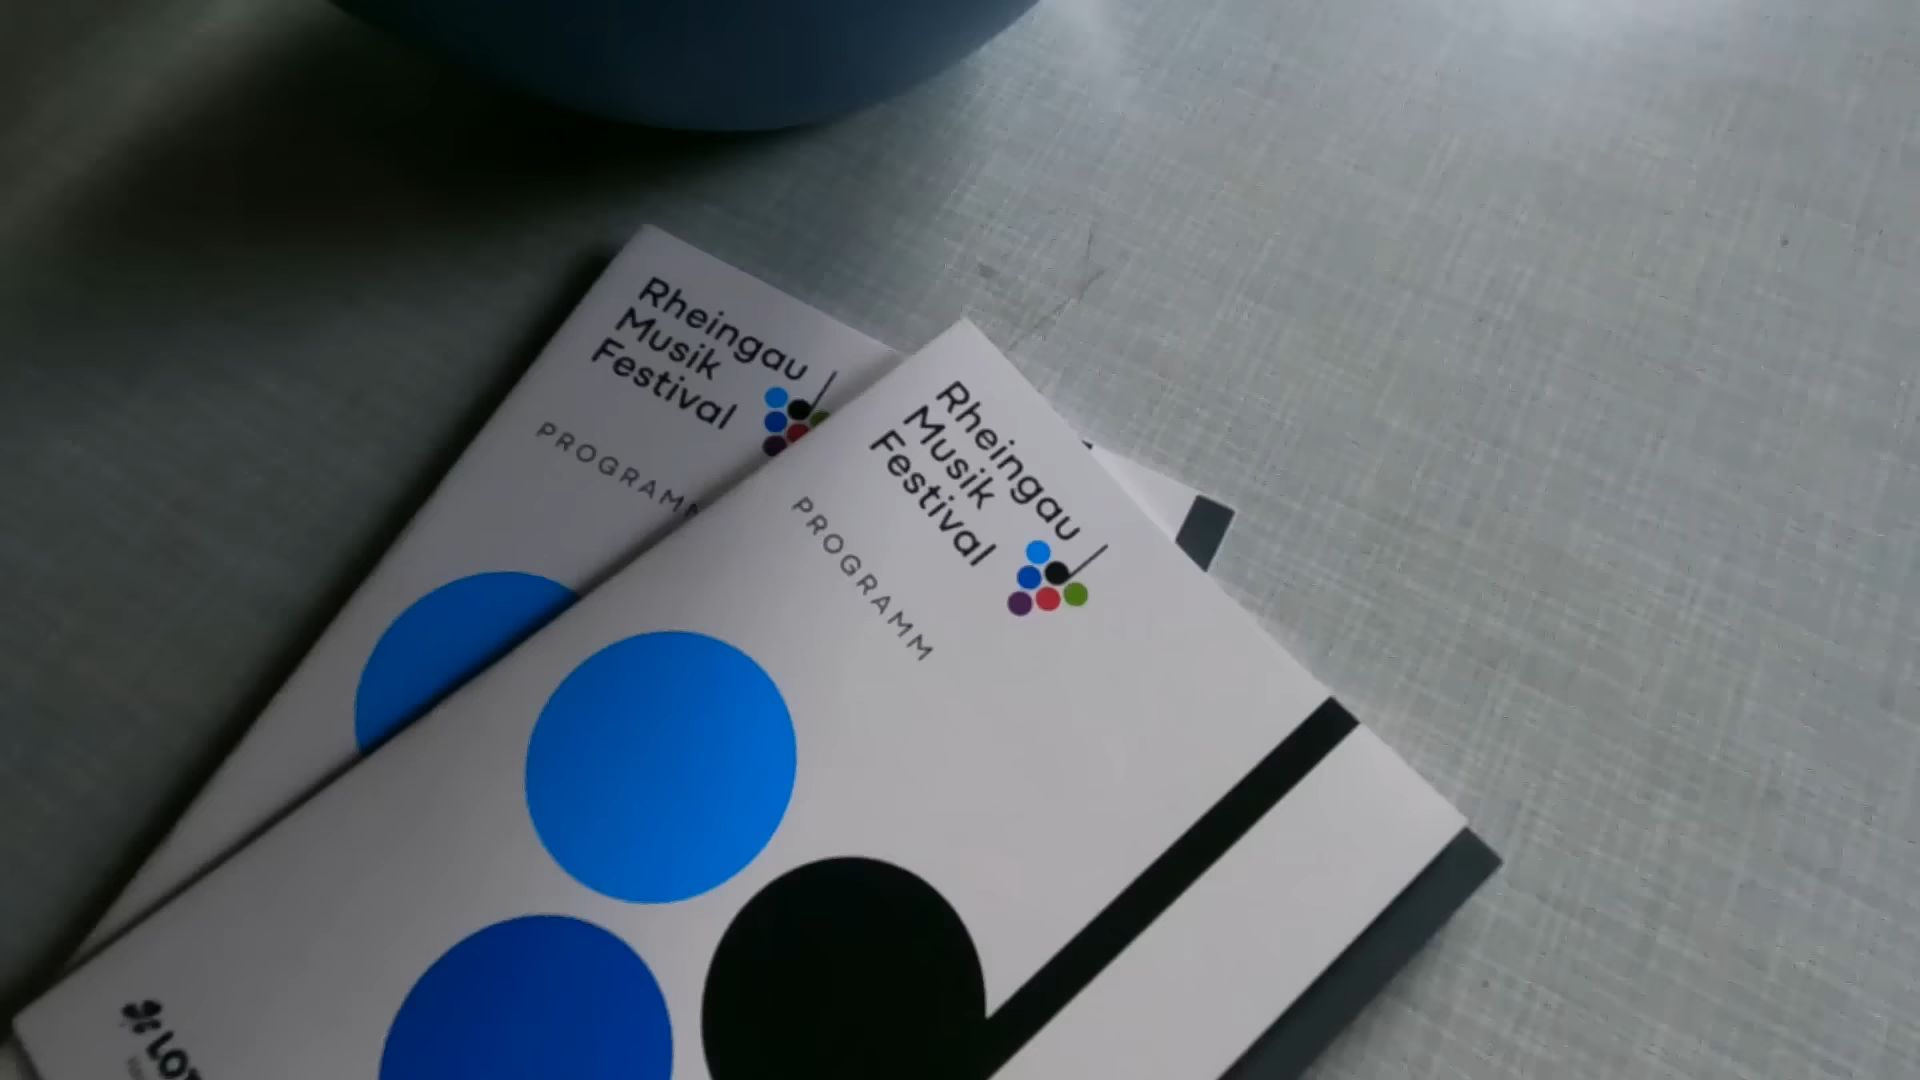 Rheingau
Musik
Festival
PROGRAMM
Rheingau
Musik
Festival
PROGRAMM